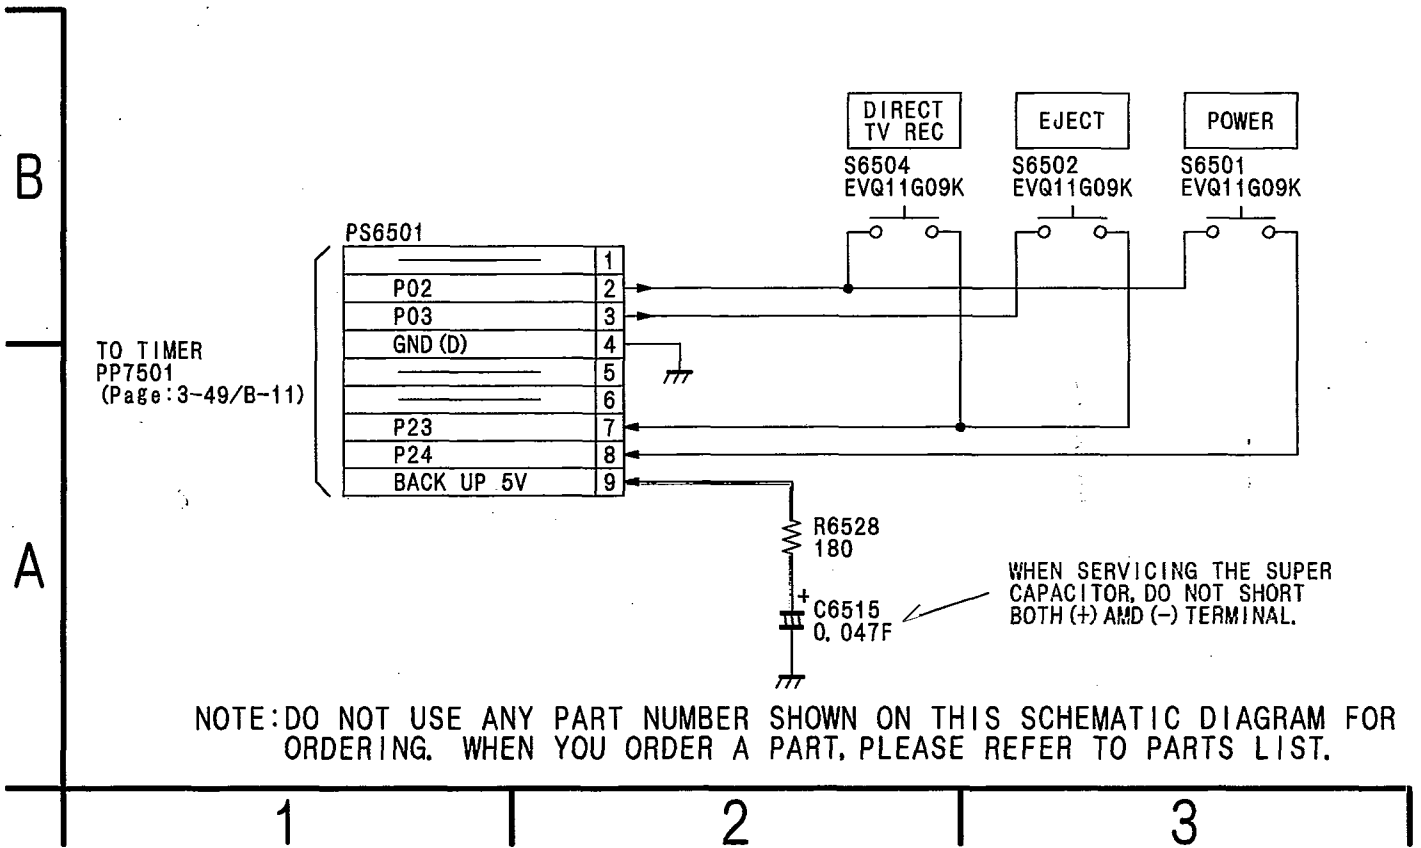 B
A
1
2
3
DIRECT
TV REC
S6504
EVQ11G09K
EJECT
S6502
EVQ11G09K
POWER
S6501
EVQ11G09K
PS6501
1
P02 2
P03 3
GND(D) 4
5
6
P23 7
P24 8
BACK UP 5V 9
TO TIMER
PP7501
(Page:3-49/B-11)
R6528
180
+
C6515
0.047F
WHEN SERVICING THE SUPER
CAPACITOR, DO NOT SHORT
BOTH(+)AMD(-)TERMINAL.
NOTE:DO NOT USE ANY PART NUMBER SHOWN ON THIS SCHEMATIC DIAGRAM FOR
ORDERING. WHEN YOU ORDER A PART, PLEASE REFER TO PARTS LIST.